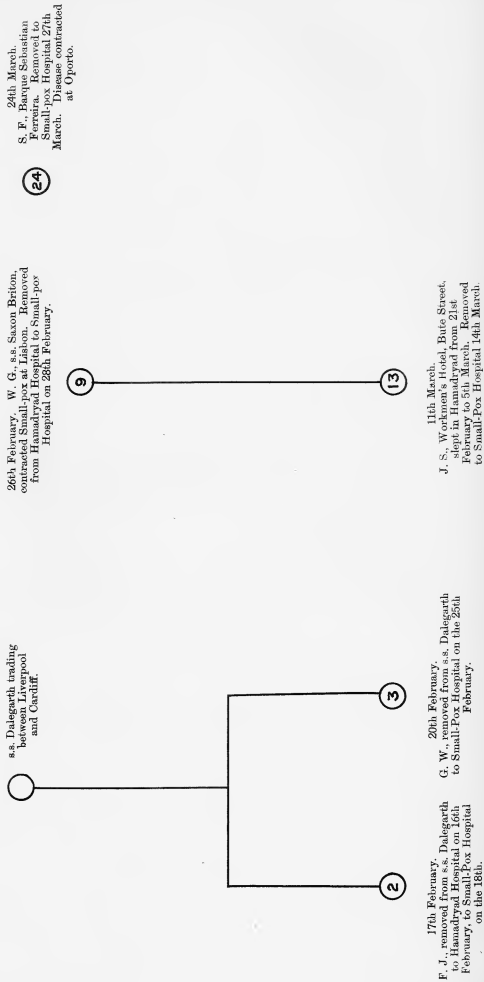 s.s. Dalegarth trading
between Liverpool
and Cardiff.
2
17th February.
F. J., removed from s.s. Dalegarth
to Hamadryad Hospital on 16th
February, to Small-Pox Hospital
on the 18th.
3
20th February.
G. W., removed from s.s. Dalegarth
to Small-Pox Hospital on the 25th
February.
26th February. W. G., s.s. Saxon Briton,
contracted Small-pox at Lisbon. Removed
from Hamadryad Hospital to Small-pox
Hospital on 28th February.
9
13
11th March.
J. S., Workmen's Hotel, Bute Street,
slept in Hamadryad from 21st
February to 5th March. Removed
to Small-Pox Hospital 14th March.
24th March.
S. F., Barque Sebastian
Ferreira. Removed to
Small-pox Hospital 27th
March. Disease contracted
at Oporto.
24